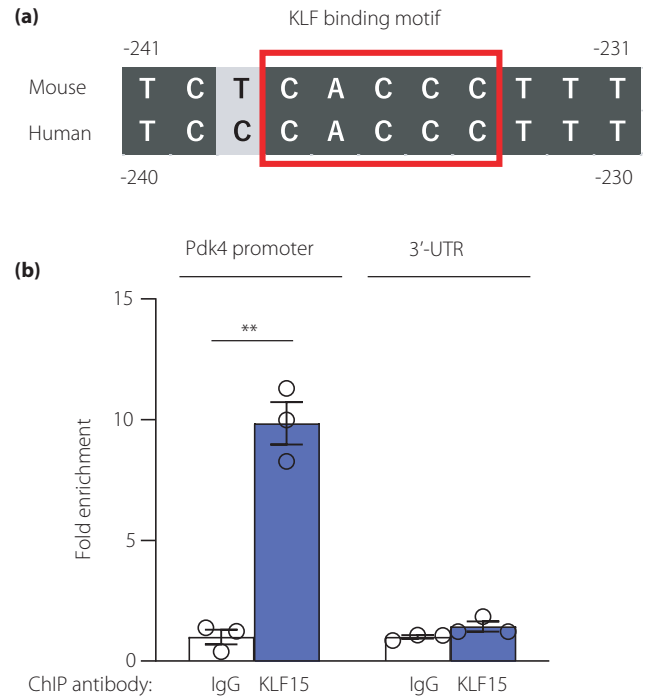 (a)
KLF binding motif
-241 -231
Mouse T C T C A C C C T T T
Human T C C C A C C C T T T
-240 -230
Pdk4 promoter 3'-UTR
(b)
15
**
10
Fold enrichment
5
0
ChIP antibody: IgG KLF15 IgG KLF15